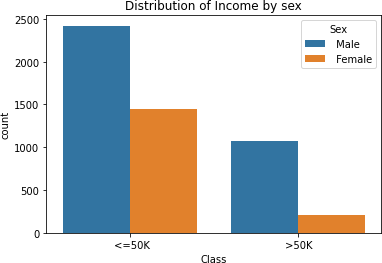 Distribution of Income by sex
Sex
Male
Female
count
2500
2000
1500
1000
500
0
<=50K
>50K
Class